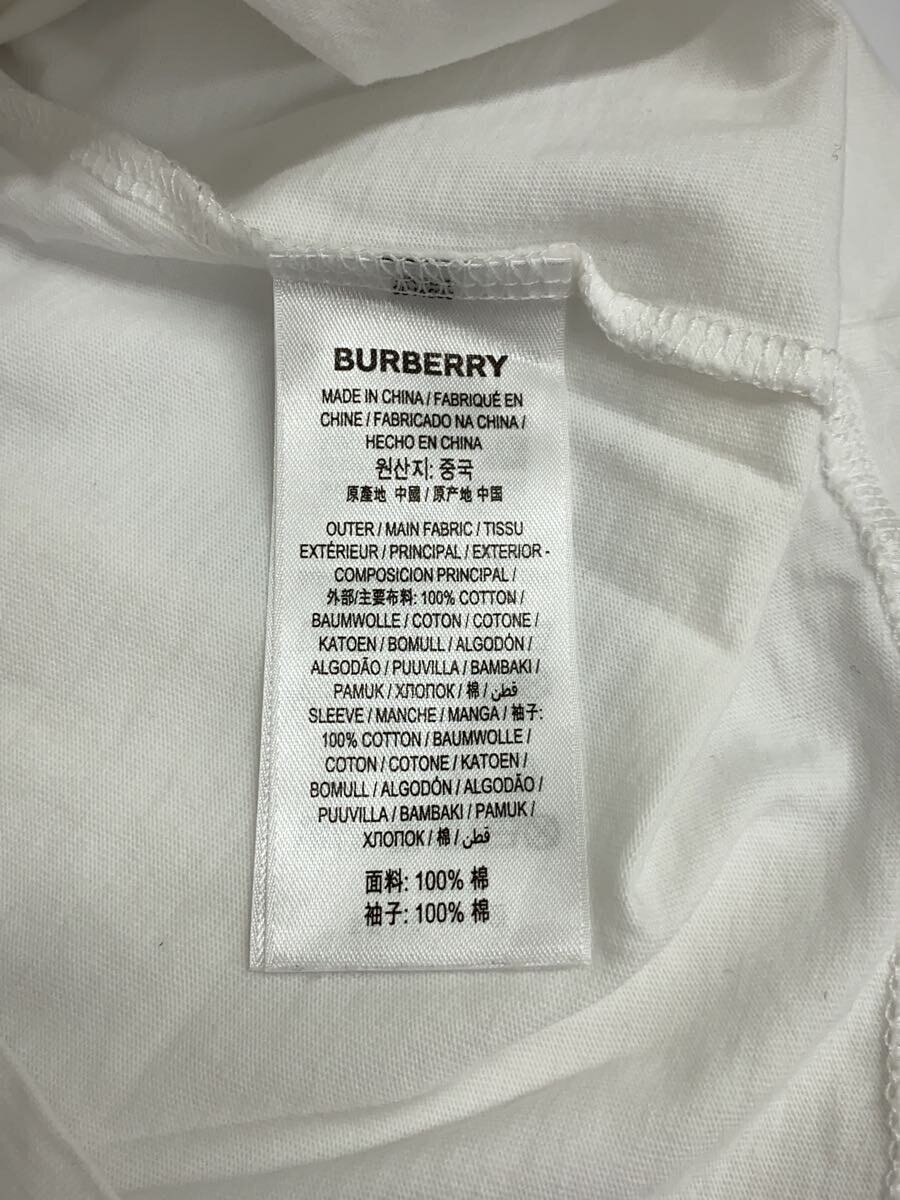 BURBERRY
MADE IN CHINA / FABRIQUÉ EN
CHINE / FABRICADO NA CHINA /
HECHO EN CHINA
원산지: 중국
原產地 中國 / 原产地 中国
OUTER / MAIN FABRIC / TISSU
EXTÉRIEUR / PRINCIPAL / EXTERIOR -
COMPOSICION PRINCIPAL /
外部/主要布料: 100% COTTON /
BAUMWOLLE / COTON / COTONE /
KATOEN / BOMULL / ALGODÓN /
ALGODÃO / PUUVILLA / BAMBAKI /
PAMUK / ХЛОПОК / 棉 / قطن
SLEEVE / MANCHE / MANGA / 袖子:
100% COTTON / BAUMWOLLE /
COTON / COTONE / KATOEN /
BOMULL / ALGODÓN / ALGODÃO /
PUUVILLA / BAMBAKI / PAMUK /
ХЛОПОК / 棉 / قطن
面料: 100% 棉
袖子: 100% 棉